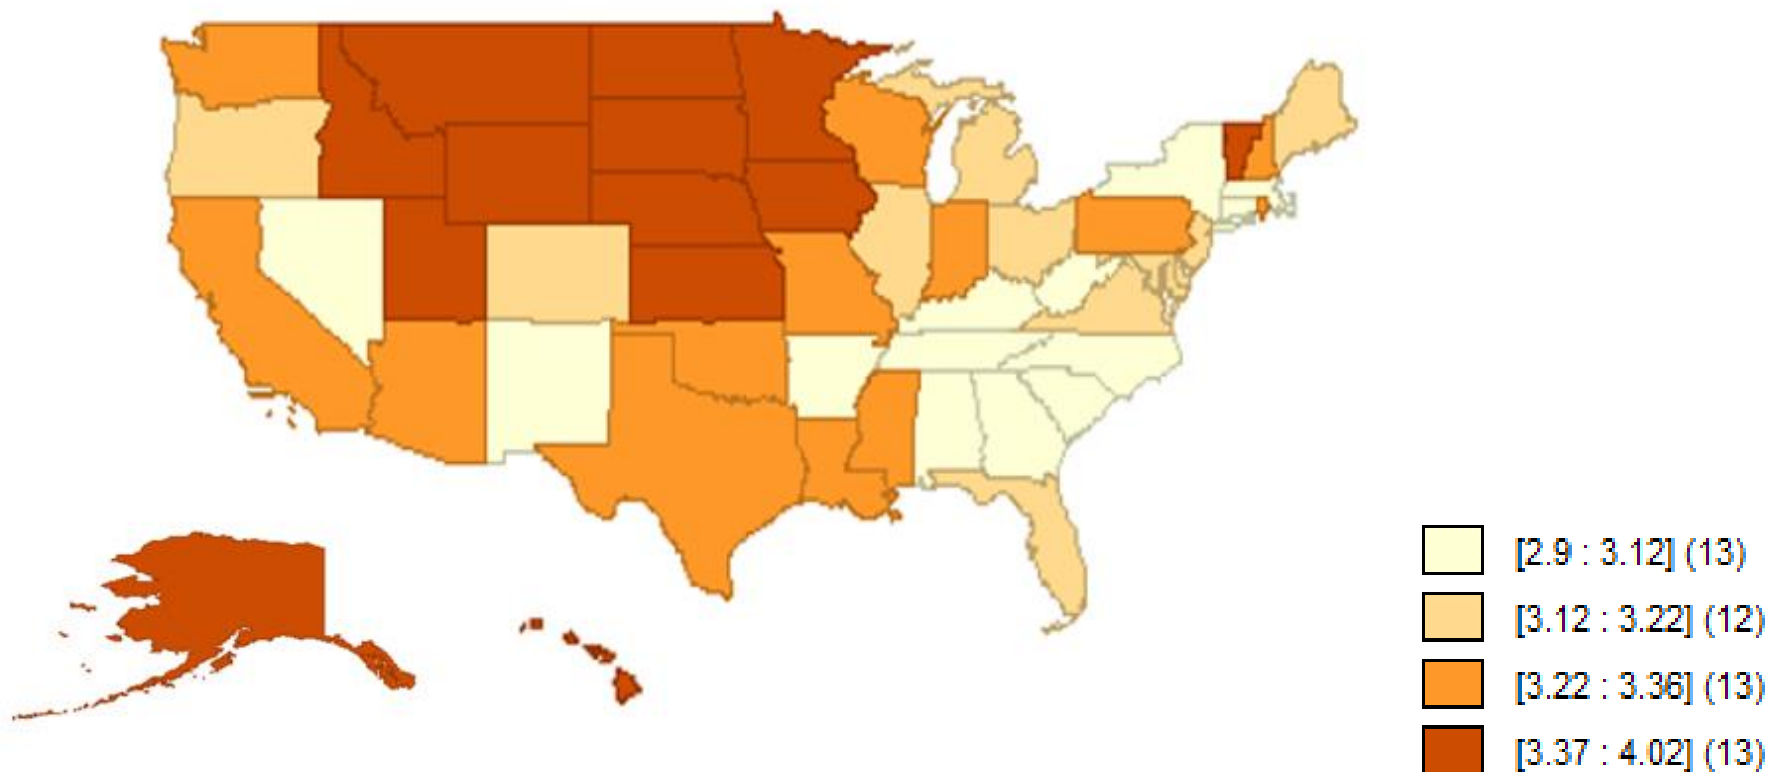 [2.9 : 3.12] (13)
[3.12 : 3.22] (12)
[3.22 : 3.36] (13)
[3.37 : 4.02] (13)